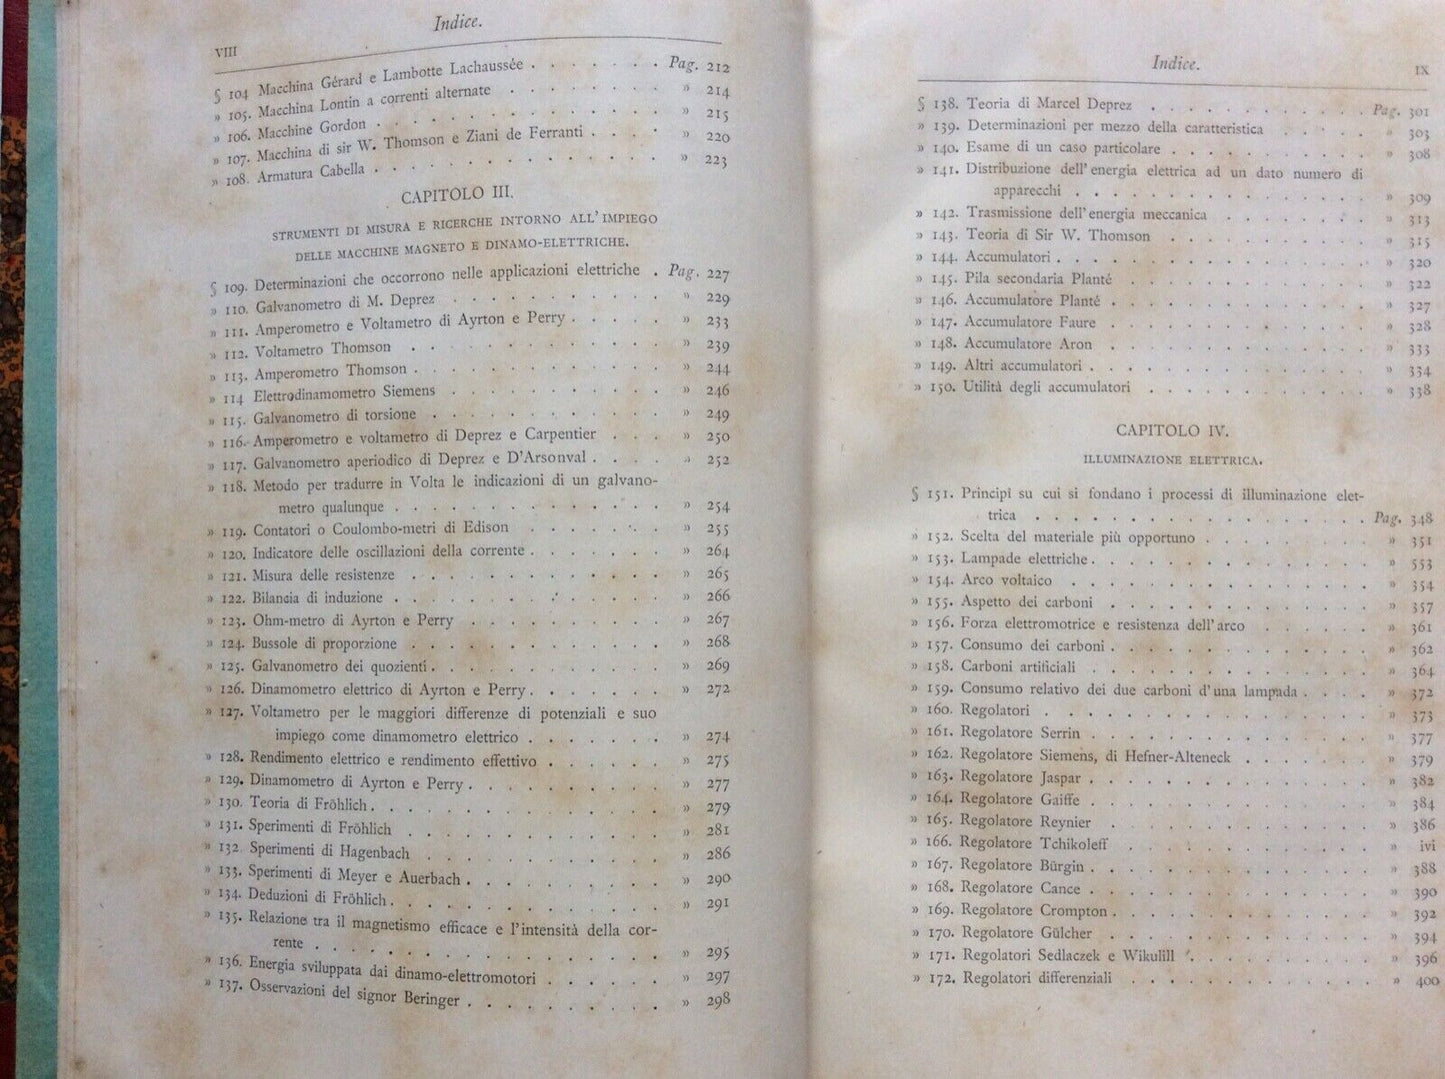 VIII
Indice.
§ 104 Macchina Gérard e Lambotte Lachaussée . . . . . . . Pag. 212
» 105. Macchina Lontin a correnti alternate . . . . . . . » 214
» 106. Macchine Gordon . . . . . . . . . . . . » 215
» 107. Macchina di sir W. Thomson e Ziani de Ferranti . . . . » 220
» 108. Armatura Cabella . . . . . . . . . . . . . » 223
CAPITOLO III.
STRUMENTI DI MISURA E RICERCHE INTORNO ALL'IMPIEGO
DELLE MACCHINE MAGNETO E DINAMO-ELETTRICHE.
§ 109. Determinazioni che occorrono nelle applicazioni elettriche . Pag. 227
» 110. Galvanometro di M. Deprez . . . . . . . . . . » 229
» 111. Amperometro e Voltametro di Ayrton e Perry . . . . . » 233
» 112. Voltametro Thomson . . . . . . . . . . . . » 239
» 113. Amperometro Thomson . . . . . . . . . . . . » 244
» 114 Elettrodinamometro Siemens . . . . . . . . . . » 246
» 115. Galvanometro di torsione . . . . . . . . . . . » 249
» 116. Amperometro e voltametro di Deprez e Carpentier . . . » 250
» 117. Galvanometro aperiodico di Deprez e D'Arsonval . . . . » 252
» 118. Metodo per tradurre in Volta le indicazioni di un galvano-
metro qualunque . . . . . . . . . . . . . » 254
» 119. Contatori o Coulombo-metri di Edison . . . . . . . » 255
» 120. Indicatore delle oscillazioni della corrente . . . . . . » 264
» 121. Misura delle resistenze . . . . . . . . . . . . » 265
» 122. Bilancia di induzione . . . . . . . . . . . . . » 266
» 123. Ohm-metro di Ayrton e Perry . . . . . . . . . » 267
» 124. Bussole di proporzione . . . . . . . . . . . . » 268
» 125. Galvanometro dei quozienti . . . . . . . . . . . » 269
» 126. Dinamometro elettrico di Ayrton e Perry . . . . . . . » 272
» 127. Voltametro per le maggiori differenze di potenziali e suo
impiego come dinamometro elettrico . . . . . . . » 274
» 128. Rendimento elettrico e rendimento effettivo . . . . . . » 275
» 129. Dinamometro di Ayrton e Perry . . . . . . . . . » 277
» 130. Teoria di Fröhlich . . . . . . . . . . . . . . » 279
» 131. Sperimenti di Fröhlich . . . . . . . . . . . . » 281
» 132 Sperimenti di Hagenbach . . . . . . . . . . . » 286
» 133. Sperimenti di Meyer e Auerbach . . . . . . . . . » 290
» 134. Deduzioni di Fröhlich . . . . . . . . . . . . . » 291
» 135. Relazione tra il magnetismo efficace e l'intensità della cor-
rente . . . . . . . . . . . . . . . . . » 295
» 136. Energia sviluppata dai dinamo-elettromotori . . . . . . » 297
» 137. Osservazioni del signor Beringer . . . . . . . . . » 298
Indice.
IX
§ 138. Teoria di Marcel Deprez . . . . . . . . . . . Pag. 301
» 139. Determinazioni per mezzo della caratteristica . . . . . » 303
» 140. Esame di un caso particolare . . . . . . . . . . » 308
» 141. Distribuzione dell'energia elettrica ad un dato numero di
apparecchi . . . . . . . . . . . . . . . » 309
» 142. Trasmissione dell'energia meccanica . . . . . . . . » 313
» 143. Teoria di Sir W. Thomson . . . . . . . . . . . » 315
» 144. Accumulatori . . . . . . . . . . . . . . . . » 320
» 145. Pila secondaria Planté . . . . . . . . . . . . » 322
» 146. Accumulatore Planté . . . . . . . . . . . . . » 327
» 147. Accumulatore Faure . . . . . . . . . . . . . » 328
» 148. Accumulatore Aron . . . . . . . . . . . . . » 333
» 149. Altri accumulatori . . . . . . . . . . . . . . » 334
» 150. Utilità degli accumulatori . . . . . . . . . . . » 338
CAPITOLO IV.
ILLUMINAZIONE ELETTRICA.
§ 151. Principî su cui si fondano i processi di illuminazione elet-
trica . . . . . . . . . . . . . . . . . Pag. 348
» 152. Scelta del materiale più opportuno . . . . . . . . . » 351
» 153. Lampade elettriche . . . . . . . . . . . . . . » 353
» 154. Arco voltaico . . . . . . . . . . . . . . . » 354
» 155. Aspetto dei carboni . . . . . . . . . . . . . » 357
» 156. Forza elettromotrice e resistenza dell'arco . . . . . . » 361
» 157. Consumo dei carboni . . . . . . . . . . . . . » 362
» 158. Carboni artificiali . . . . . . . . . . . . . . » 364
» 159. Consumo relativo dei due carboni d'una lampada . . . . » 372
» 160. Regolatori . . . . . . . . . . . . . . . . » 373
» 161. Regolatore Serrin . . . . . . . . . . . . . . » 377
» 162. Regolatore Siemens, di Hefner-Alteneck . . . . . . . » 379
» 163. Regolatore Jaspar . . . . . . . . . . . . . . » 382
» 164. Regolatore Gaiffe . . . . . . . . . . . . . . » 384
» 165. Regolatore Reynier . . . . . . . . . . . . . » 386
» 166. Regolatore Tchikoleff . . . . . . . . . . . . » ivi
» 167. Regolatore Bürgin . . . . . . . . . . . . . . » 388
» 168. Regolatore Cance . . . . . . . . . . . . . . » 390
» 169. Regolatore Crompton . . . . . . . . . . . . . » 392
» 170. Regolatore Gülcher . . . . . . . . . . . . . » 394
» 171. Regolatori Sedlaczek e Wikulill . . . . . . . . . . » 396
» 172. Regolatori differenziali . . . . . . . . . . . . » 400